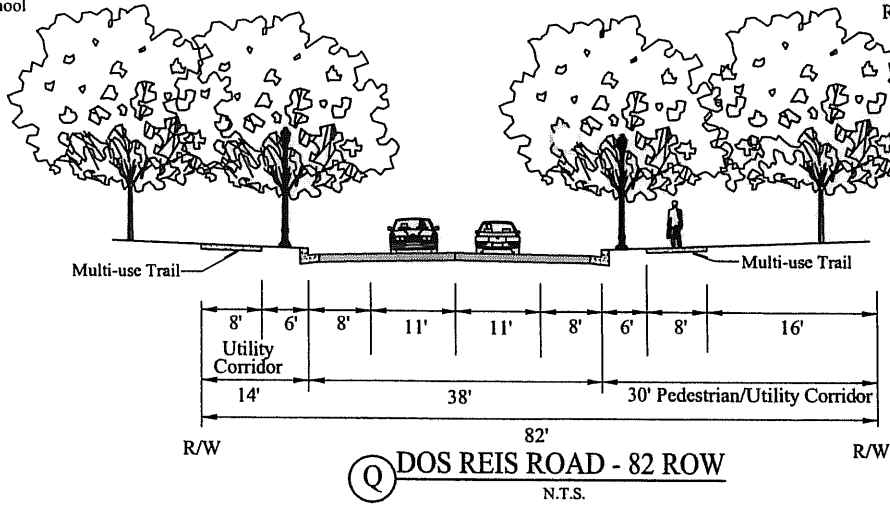 hool
R
Multi-use Trail
Multi-use Trail
8' 6' 8' 11' 11' 8' 6' 8' 16'
Utility
Corridor
14' 38' 30' Pedestrian/Utility Corridor
82'
R/W R/W
Q DOS REIS ROAD - 82 ROW
N.T.S.